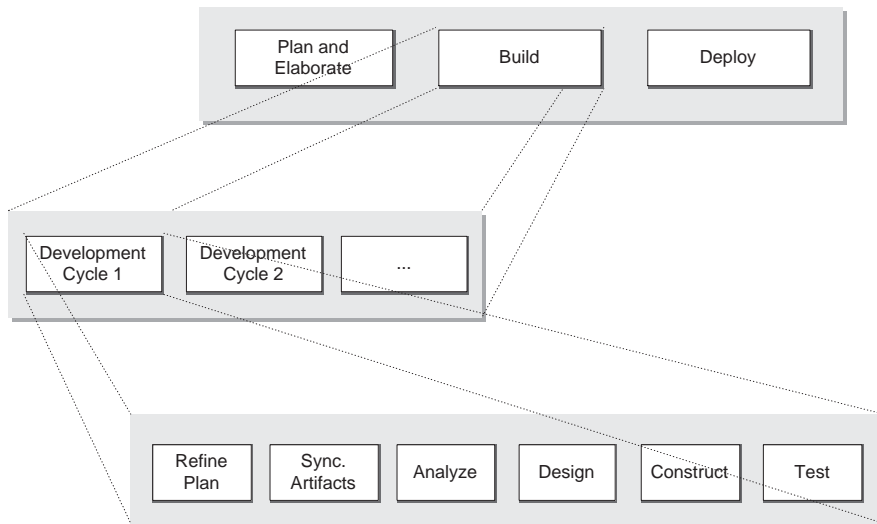 Plan and
Elaborate
Build
Deploy
Development
Cycle 1
Development
Cycle 2
...
Refine
Plan
Sync.
Artifacts
Analyze
Design
Construct
Test